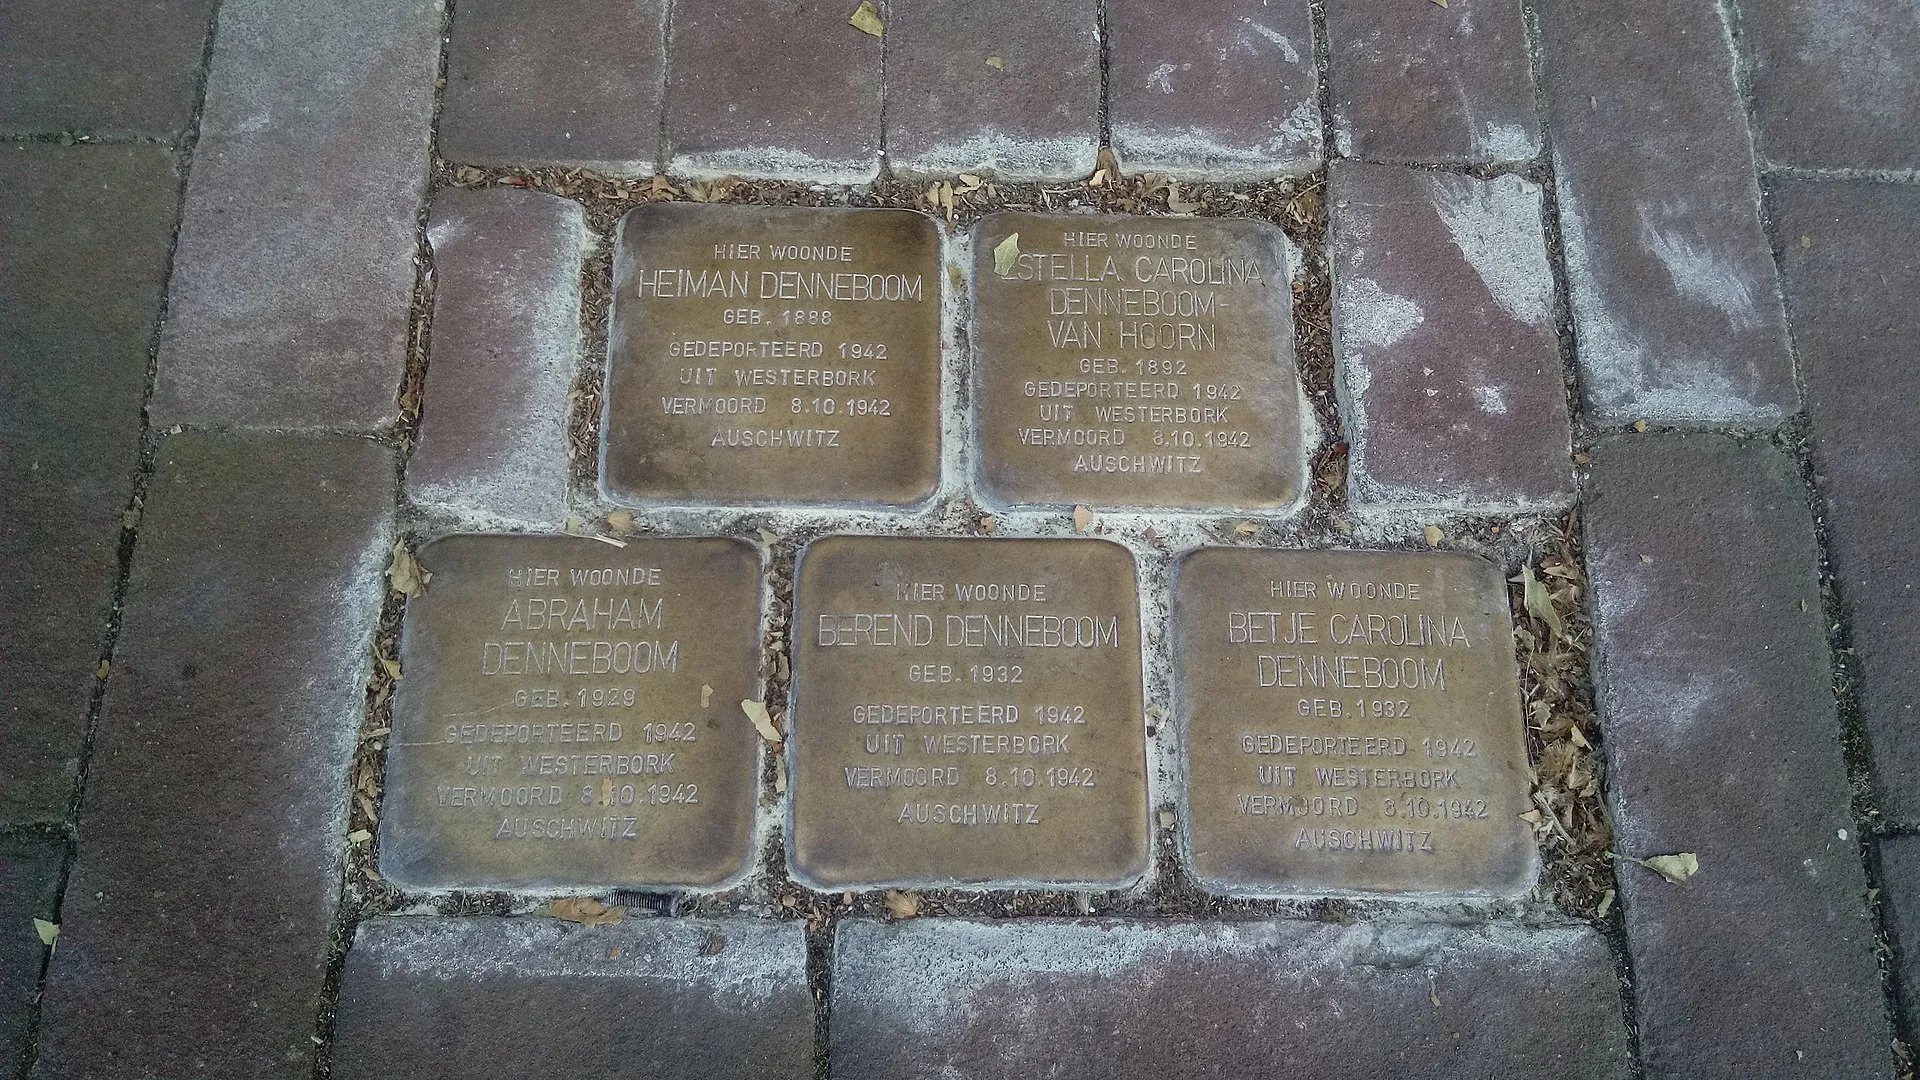 HIER WOONDE
HEIMAN DENNEBOOM
GEB. 1888
GEDEPORTEERD 1942
UIT WESTERBORK
VERMOORD 8.10.1942
AUSCHWITZ
HIER WOONDE
ESTELLA CAROLINA
DENNEBOOM-
VAN HOORN
GEB. 1892
GEDEPORTEERD 1942
UIT WESTERBORK
VERMOORD 8.10.1942
AUSCHWITZ
HIER WOONDE
ABRAHAM
DENNEBOOM
GEB. 1929
GEDEPORTEERD 1942
UIT WESTERBORK
VERMOORD 8.10.1942
AUSCHWITZ
HIER WOONDE
BEREND DENNEBOOM
GEB. 1932
GEDEPORTEERD 1942
UIT WESTERBORK
VERMOORD 8.10.1942
AUSCHWITZ
HIER WOONDE
BETJE CAROLINA
DENNEBOOM
GEB. 1932
GEDEPORTEERD 1942
UIT WESTERBORK
VERMOORD 8.10.1942
AUSCHWITZ